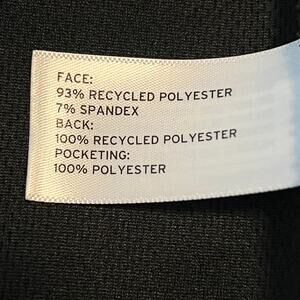 FACE:
93% RECYCLED POLYESTER
7% SPANDEX
BACK:
100% RECYCLED POLYESTER
POCKETING:
100% POLYESTER